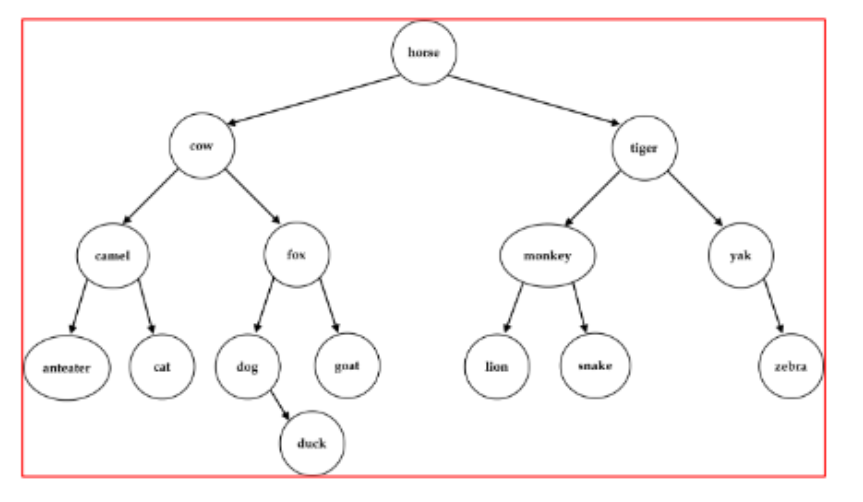 horse
cow
tiger
camel
fox
monkey
yak
anteater
cat
dog
goat
lion
snake
zebra
duck